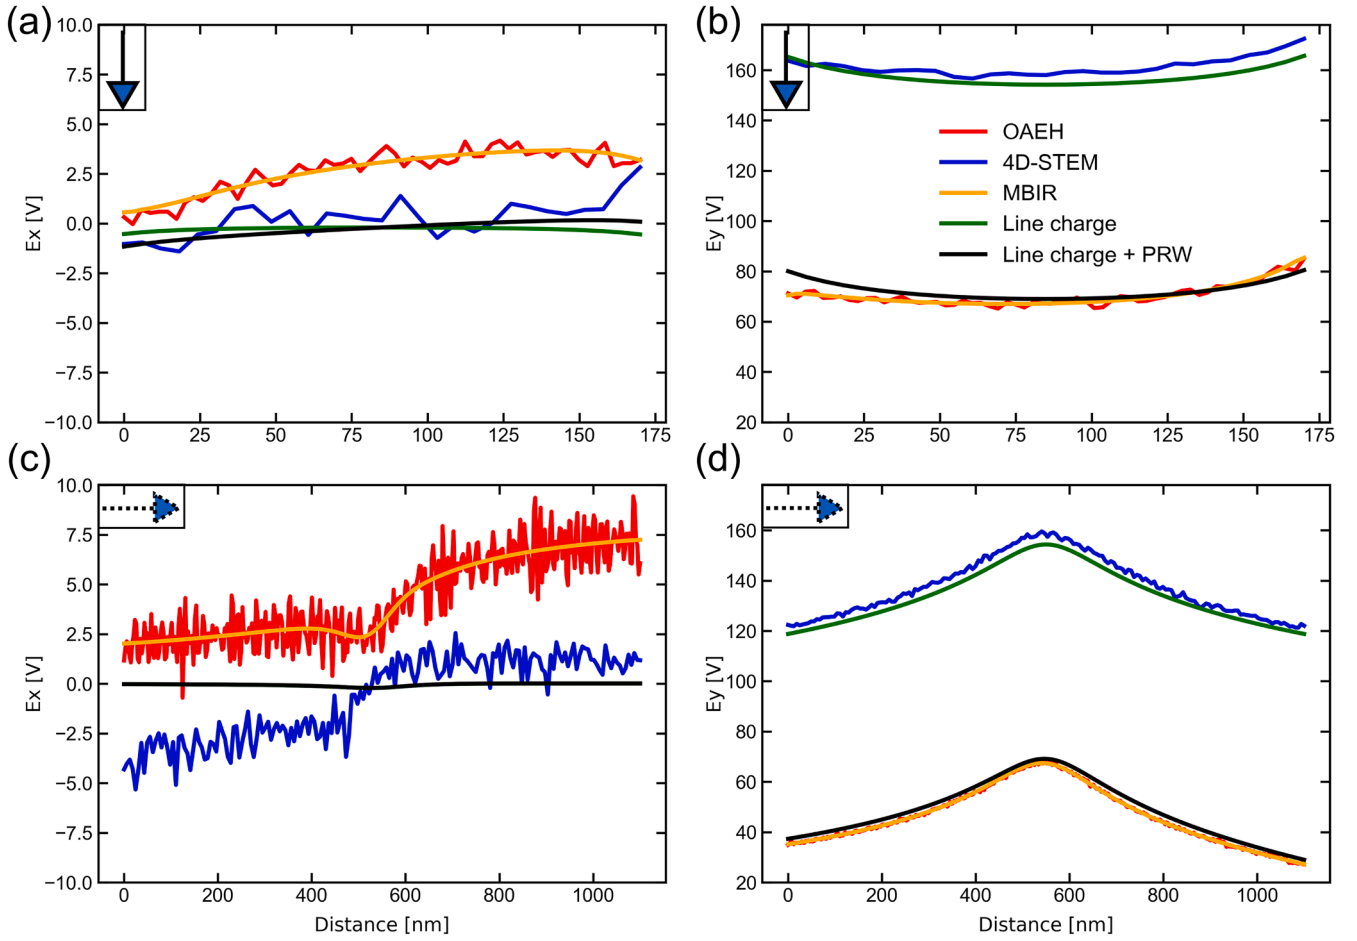 (a)
10.0
7.5
5.0
2.5
0.0
−2.5
−5.0
−7.5
−10.0
Ex [V]
0 25 50 75 100 125 150 175
(b)
160
140
120
100
80
60
40
20
Ey [V]
OAEH
4D-STEM
MBIR
Line charge
Line charge + PRW
0 25 50 75 100 125 150 175
(c)
10.0
7.5
5.0
2.5
0.0
−2.5
−5.0
−7.5
−10.0
Ex [V]
0 200 400 600 800 1000
Distance [nm]
(d)
160
140
120
100
80
60
40
20
Ey [V]
0 200 400 600 800 1000
Distance [nm]